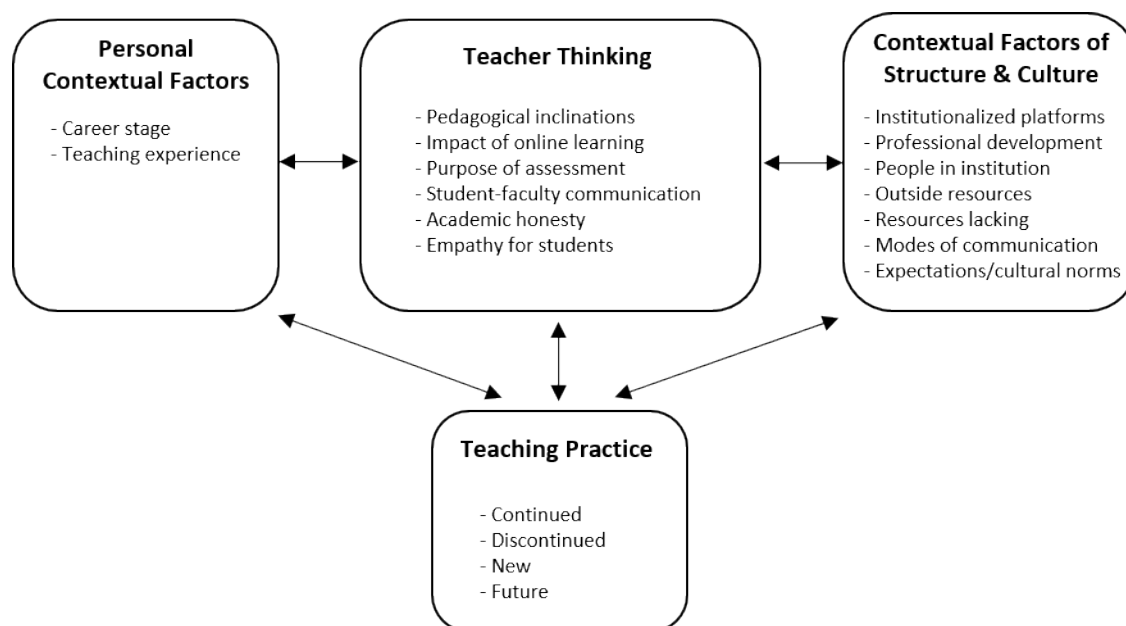 Personal
Contextual Factors
- Career stage
- Teaching experience
Teacher Thinking
- Pedagogical inclinations
- Impact of online learning
- Purpose of assessment
- Student-faculty communication
- Academic honesty
- Empathy for students
Contextual Factors of
Structure & Culture
- Institutionalized platforms
- Professional development
- People in institution
- Outside resources
- Resources lacking
- Modes of communication
- Expectations/cultural norms
Teaching Practice
- Continued
- Discontinued
- New
- Future